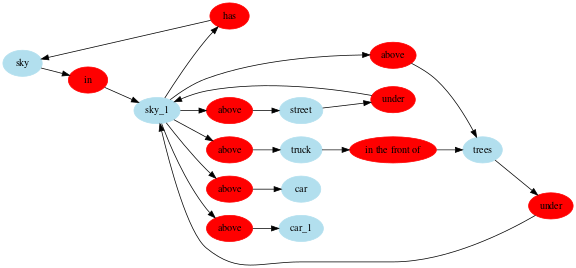 has
sky
in
above
sky_1
above
street
under
above
truck
in the front of
trees
above
car
under
above
car_1